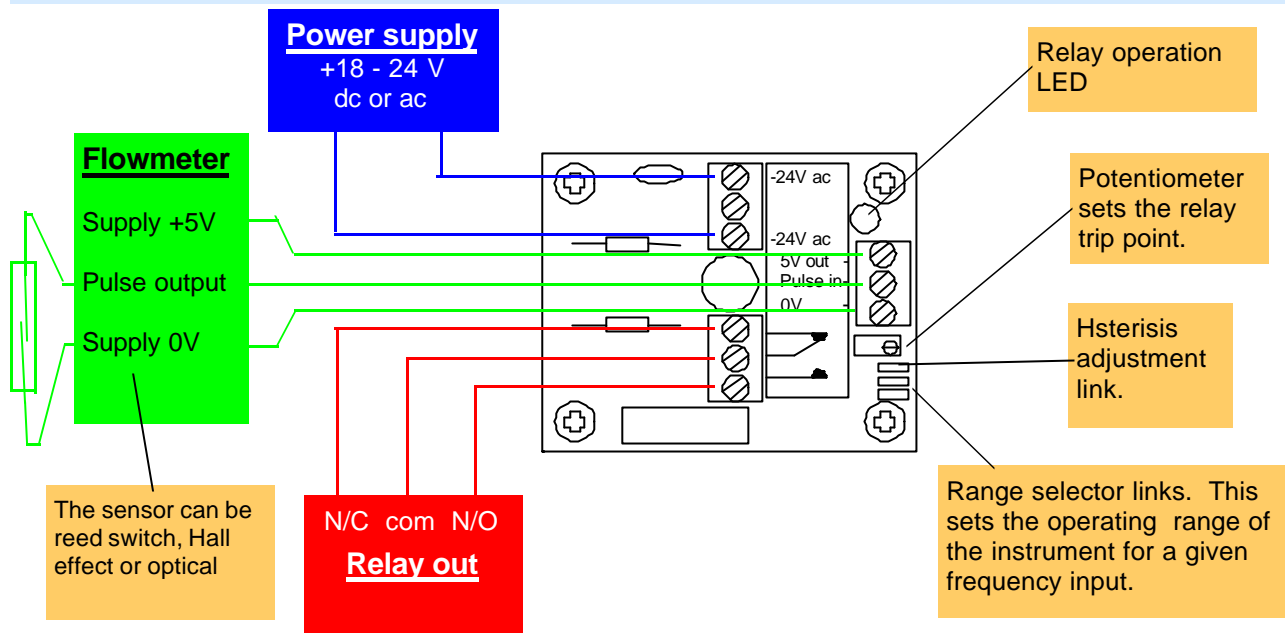 Power supply
+18 - 24 V
dc or ac
Relay operation
LED
Flowmeter
Supply +5V
Pulse output
Supply 0V
-24V ac
-24V ac
5V out
Pulse in
0V
Potentiometer
sets the relay
trip point.
Hsterisis
adjustment
link.
The sensor can be
reed switch, Hall
effect or optical
N/C com N/O
Relay out
Range selector links. This
sets the operating range of
the instrument for a given
frequency input.